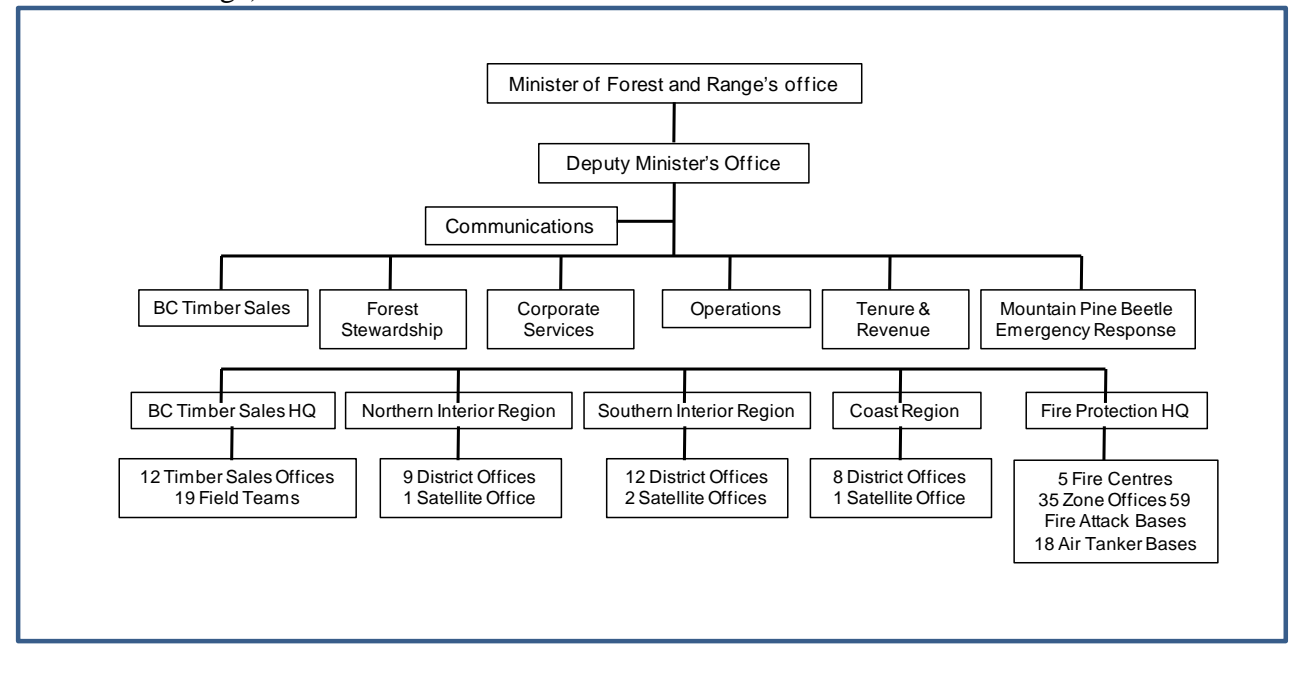 Minister of Forest and Range's office
Deputy Minister's Office
Communications
BC Timber Sales
Forest
Stewardship
Corporate
Services
Operations
Tenure &
Revenue
Mountain Pine Beetle
Emergency Response
BC Timber Sales HQ
Northern Interior Region
Southern Interior Region
Coast Region
Fire Protection HQ
12 Timber Sales Offices
19 Field Teams
9 District Offices
1 Satellite Office
12 District Offices
2 Satellite Offices
8 District Offices
1 Satellite Office
5 Fire Centres
35 Zone Offices 59
Fire Attack Bases
18 Air Tanker Bases